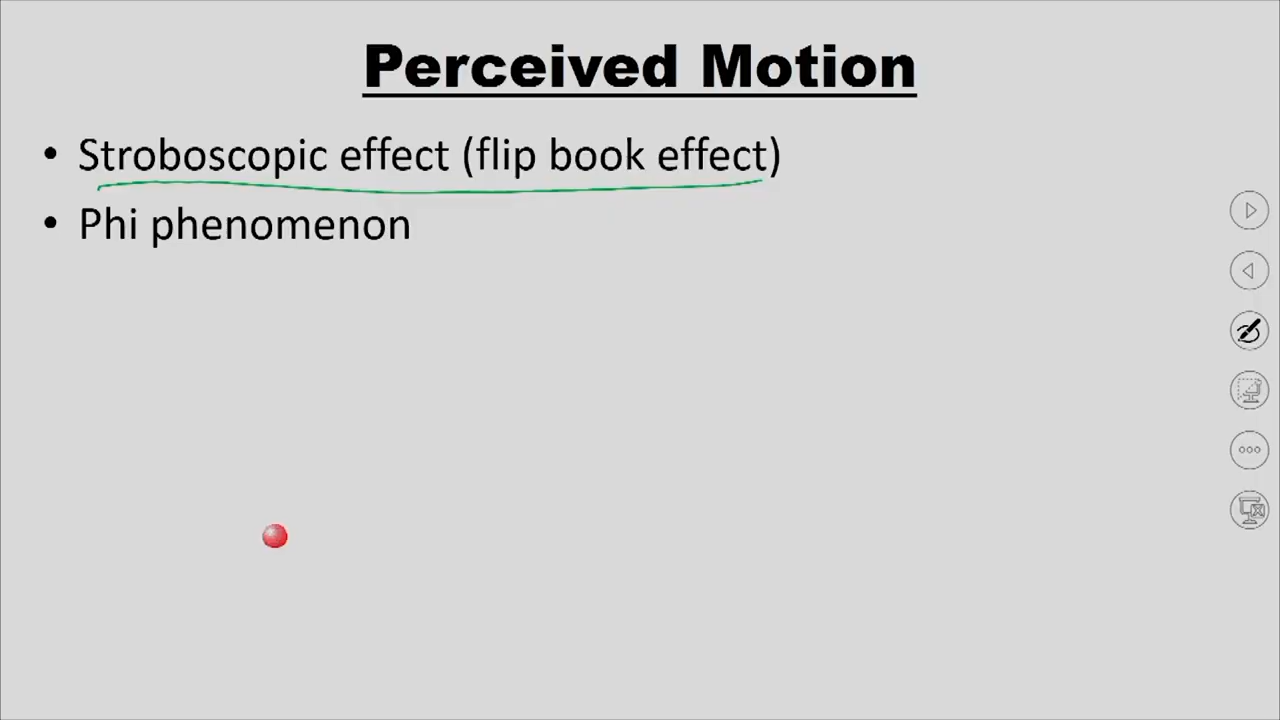 Perceived Motion
• Stroboscopic effect (flip book effect)
• Phi phenomenon